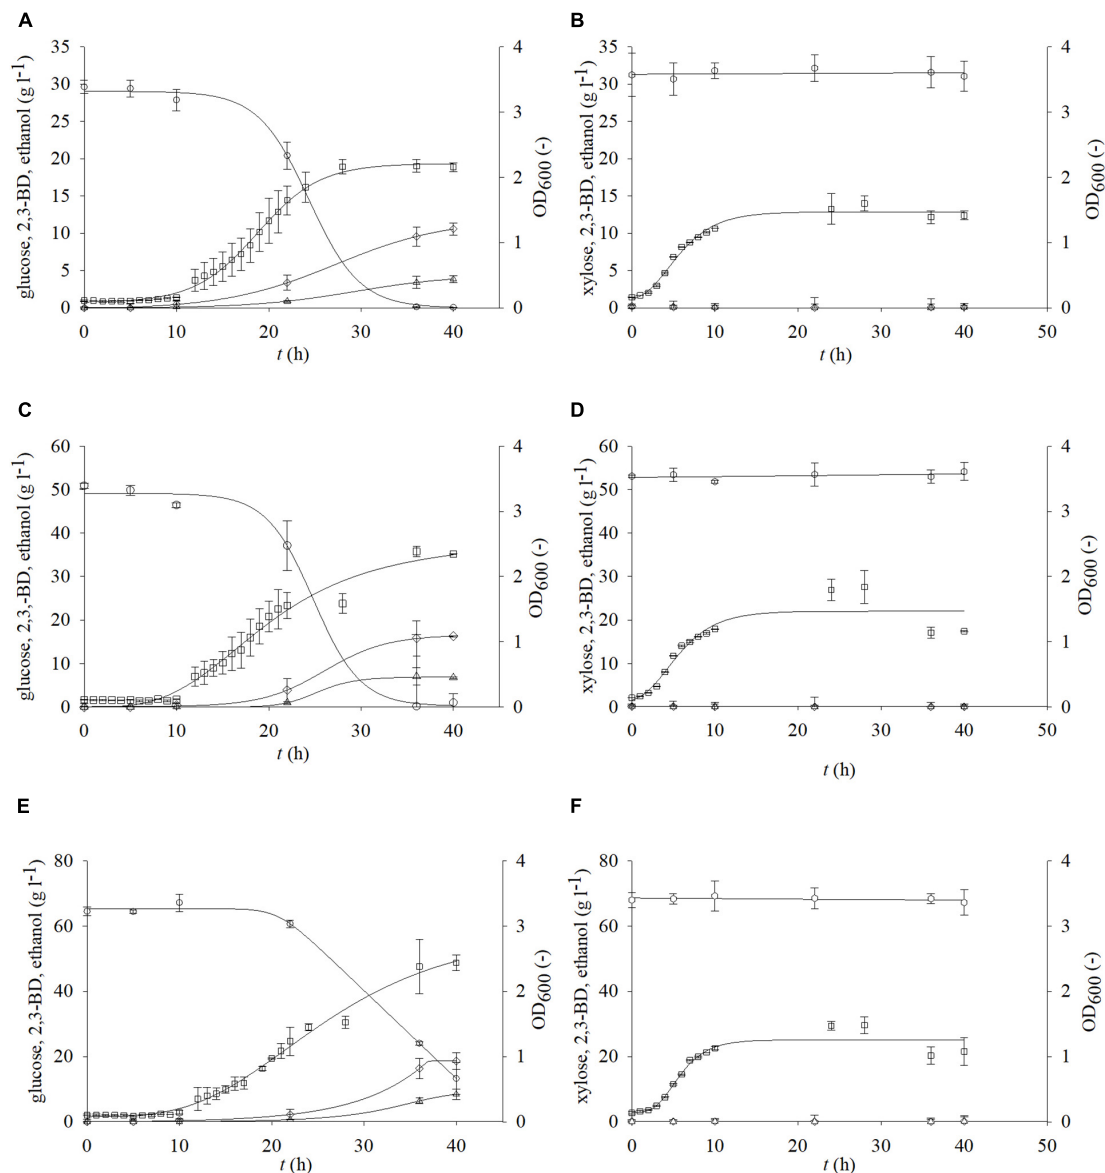 A
B
35
30
25
20
15
10
5
0
glucose, 2,3-BD, ethanol (g l-1)
4
3
2
1
0
OD600 (-)
0 10 20 30 40 50
t (h)
35
30
25
20
15
10
5
0
xylose, 2,3-BD, ethanol (g l-1)
4
3
2
1
0
OD600 (-)
0 10 20 30 40 50
t (h)
C
D
60
50
40
30
20
10
0
glucose, 2,3,-BD, ethanol (g l-1)
4
3
2
1
0
OD600 (-)
0 10 20 30 40
t (h)
60
50
40
30
20
10
0
xylose, 2,3-BD, ethanol (g l-1)
4
3
2
1
0
OD600 (-)
0 10 20 30 40 50
t (h)
E
F
80
60
40
20
0
glucose, 2,3-BD, ethanol (g l-1)
4
3
2
1
0
OD600 (-)
0 10 20 30 40
t (h)
80
60
40
20
0
xylose, 2,3-BD, ethanol (g l-1)
4
3
2
1
0
OD600 (-)
0 10 20 30 40 50
t (h)